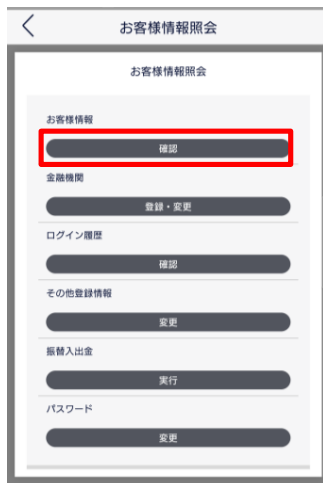 お客様情報照会
お客様情報照会
お客様情報
確認
金融機関
登録・変更
ログイン履歴
確認
その他登録情報
変更
振替入出金
実行
パスワード
変更